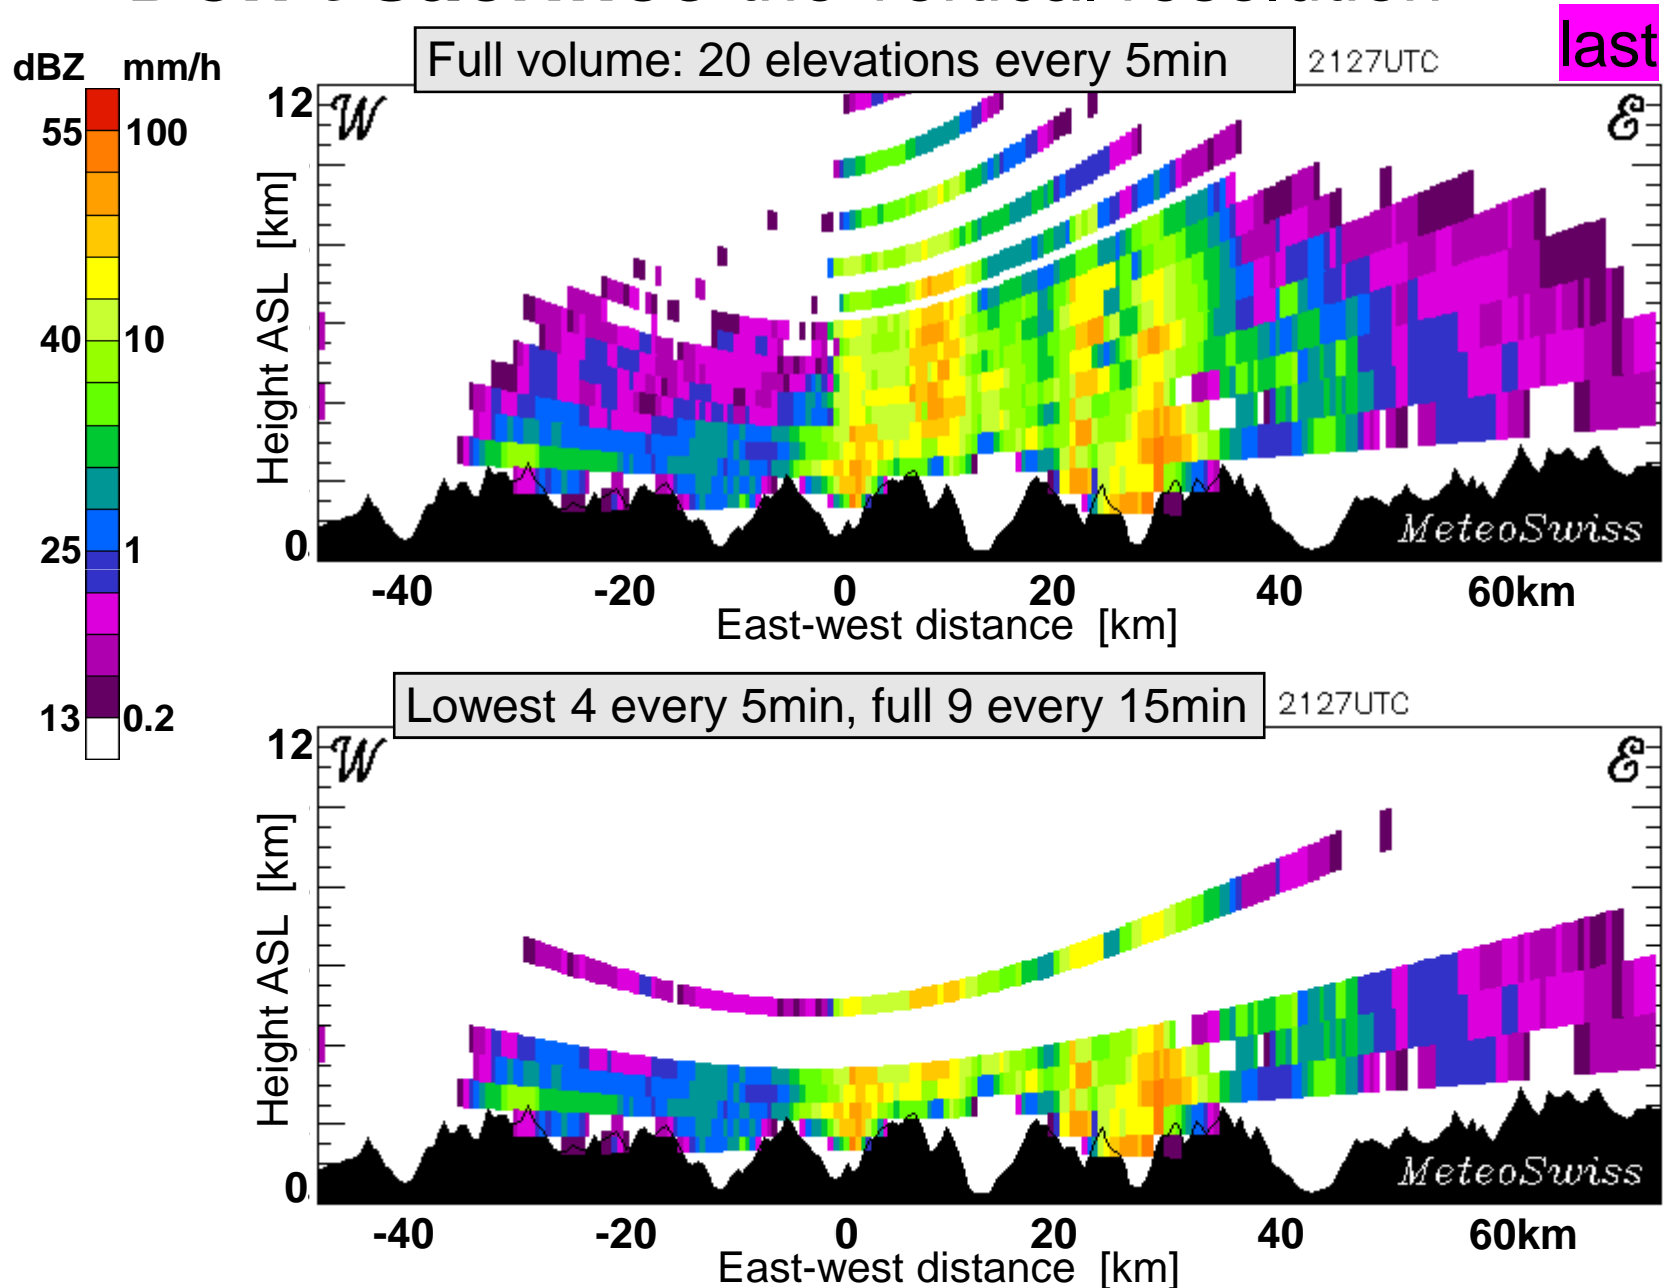 the vertical resolution
last
dBZ mm/h
55 100
40 10
25 1
13 0.2
Full volume: 20 elevations every 5min
2127UTC
12
W
E
Height ASL [km]
0
MeteoSwiss
-40 -20 0 20 40 60km
East-west distance [km]
Lowest 4 every 5min, full 9 every 15min
2127UTC
12
W
E
Height ASL [km]
0
MeteoSwiss
-40 -20 0 20 40 60km
East-west distance [km]